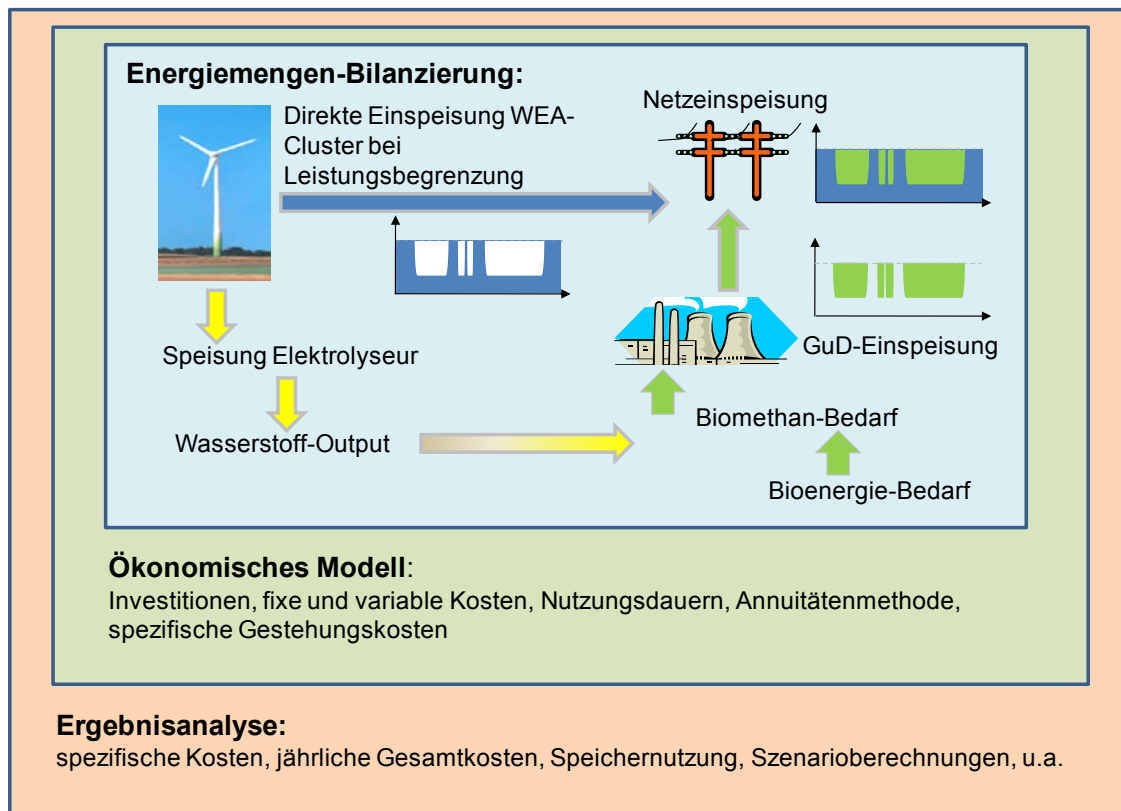 Energiemengen-Bilanzierung:
Direkte Einspeisung WEA-
Cluster bei
Leistungsbegrenzung
Netzeinspeisung
GuD-Einspeisung
Speisung Elektrolyseur
Wasserstoff-Output
Biomethan-Bedarf
Bioenergie-Bedarf
Ökonomisches Modell:
Investitionen, fixe und variable Kosten, Nutzungsdauern, Annuitätenmethode,
spezifische Gestehungskosten
Ergebnisanalyse:
spezifische Kosten, jährliche Gesamtkosten, Speichernutzung, Szenarioberechnungen, u.a.